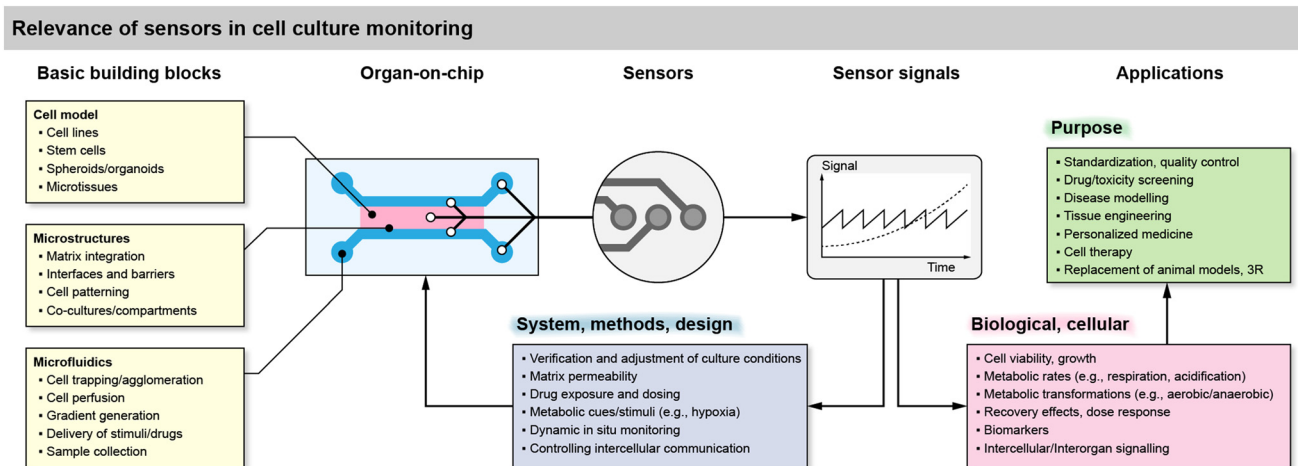 Relevance of sensors in cell culture monitoring
Basic building blocks
Organ-on-chip
Sensors
Sensor signals
Applications
Cell model
▪ Cell lines
▪ Stem cells
▪ Spheroids/organoids
▪ Microtissues
Microstructures
▪ Matrix integration
▪ Interfaces and barriers
▪ Cell patterning
▪ Co-cultures/compartments
Microfluidics
▪ Cell trapping/agglomeration
▪ Cell perfusion
▪ Gradient generation
▪ Delivery of stimuli/drugs
▪ Sample collection
Signal
Time
System, methods, design
▪ Verification and adjustment of culture conditions
▪ Matrix permeability
▪ Drug exposure and dosing
▪ Metabolic cues/stimuli (e.g., hypoxia)
▪ Dynamic in situ monitoring
▪ Controlling intercellular communication
Purpose
▪ Standardization, quality control
▪ Drug/toxicity screening
▪ Disease modelling
▪ Tissue engineering
▪ Personalized medicine
▪ Cell therapy
▪ Replacement of animal models, 3R
Biological, cellular
▪ Cell viability, growth
▪ Metabolic rates (e.g., respiration, acidification)
▪ Metabolic transformations (e.g., aerobic/anaerobic)
▪ Recovery effects, dose response
▪ Biomarkers
▪ Intercellular/Interorgan signalling